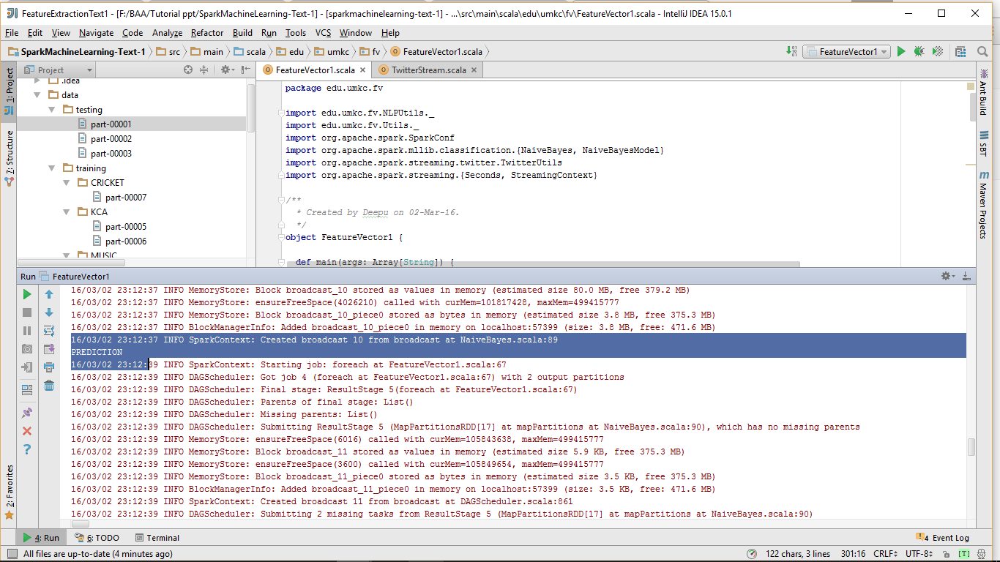 FeatureExtractionText1 - [F:/BAA/Tutorial ppt/SparkMachineLearning-Text-1] - [sparkmachinelearning-text-1] - ...\src\main\scala\edu\umkc\fv\FeatureVector1.scala - IntelliJ IDEA 15.0.1
File Edit View Navigate Code Analyze Refactor Build Run Tools VCS Window Help
SparkMachineLearning-Text-1 src main scala edu umkc fv FeatureVector1.scala FeatureVector1
Project FeatureVector1.scala TwitterStream.scala
1: Project
7: Structure
2: Favorites
.idea
data
testing
part-00001
part-00002
part-00003
training
CRICKET
part-00007
KCA
part-00005
part-00006
MUSIC
package edu.umkc.fv
import edu.umkc.fv.NLPUtils._
import edu.umkc.fv.Utils._
import org.apache.spark.SparkConf
import org.apache.spark.mllib.classification.{NaiveBayes, NaiveBayesModel}
import org.apache.spark.streaming.twitter.TwitterUtils
import org.apache.spark.streaming.{Seconds, StreamingContext}
/**
* Created by Deepu on 02-Mar-16.
*/
object FeatureVector1 {
def main(args: Array[String]) {
Ant Build
SBT
m Maven Projects
Run FeatureVector1
16/03/02 23:12:37 INFO MemoryStore: Block broadcast_10 stored as values in memory (estimated size 80.0 MB, free 379.2 MB)
16/03/02 23:12:37 INFO MemoryStore: ensureFreeSpace(4026210) called with curMem=101817428, maxMem=499415777
16/03/02 23:12:37 INFO MemoryStore: Block broadcast_10_piece0 stored as bytes in memory (estimated size 3.8 MB, free 375.3 MB)
16/03/02 23:12:37 INFO BlockManagerInfo: Added broadcast_10_piece0 in memory on localhost:57399 (size: 3.8 MB, free: 471.6 MB)
16/03/02 23:12:37 INFO SparkContext: Created broadcast 10 from broadcast at NaiveBayes.scala:89
PREDICTION
16/03/02 23:12:39 INFO SparkContext: Starting job: foreach at FeatureVector1.scala:67
16/03/02 23:12:39 INFO DAGScheduler: Got job 4 (foreach at FeatureVector1.scala:67) with 2 output partitions
16/03/02 23:12:39 INFO DAGScheduler: Final stage: ResultStage 5(foreach at FeatureVector1.scala:67)
16/03/02 23:12:39 INFO DAGScheduler: Parents of final stage: List()
16/03/02 23:12:39 INFO DAGScheduler: Missing parents: List()
16/03/02 23:12:39 INFO DAGScheduler: Submitting ResultStage 5 (MapPartitionsRDD[17] at mapPartitions at NaiveBayes.scala:90), which has no missing parents
16/03/02 23:12:39 INFO MemoryStore: ensureFreeSpace(6016) called with curMem=105843638, maxMem=499415777
16/03/02 23:12:39 INFO MemoryStore: Block broadcast_11 stored as values in memory (estimated size 5.9 KB, free 375.3 MB)
16/03/02 23:12:39 INFO MemoryStore: ensureFreeSpace(3600) called with curMem=105849654, maxMem=499415777
16/03/02 23:12:39 INFO MemoryStore: Block broadcast_11_piece0 stored as bytes in memory (estimated size 3.5 KB, free 375.3 MB)
16/03/02 23:12:39 INFO BlockManagerInfo: Added broadcast_11_piece0 in memory on localhost:57399 (size: 3.5 KB, free: 471.6 MB)
16/03/02 23:12:39 INFO SparkContext: Created broadcast 11 from broadcast at DAGScheduler.scala:861
16/03/02 23:12:39 INFO DAGScheduler: Submitting 2 missing tasks from ResultStage 5 (MapPartitionsRDD[17] at mapPartitions at NaiveBayes.scala:90)
4: Run 6: TODO Terminal 4 Event Log
All files are up-to-date (4 minutes ago) 122 chars, 3 lines 301:16 CRLF UTF-8 [T]